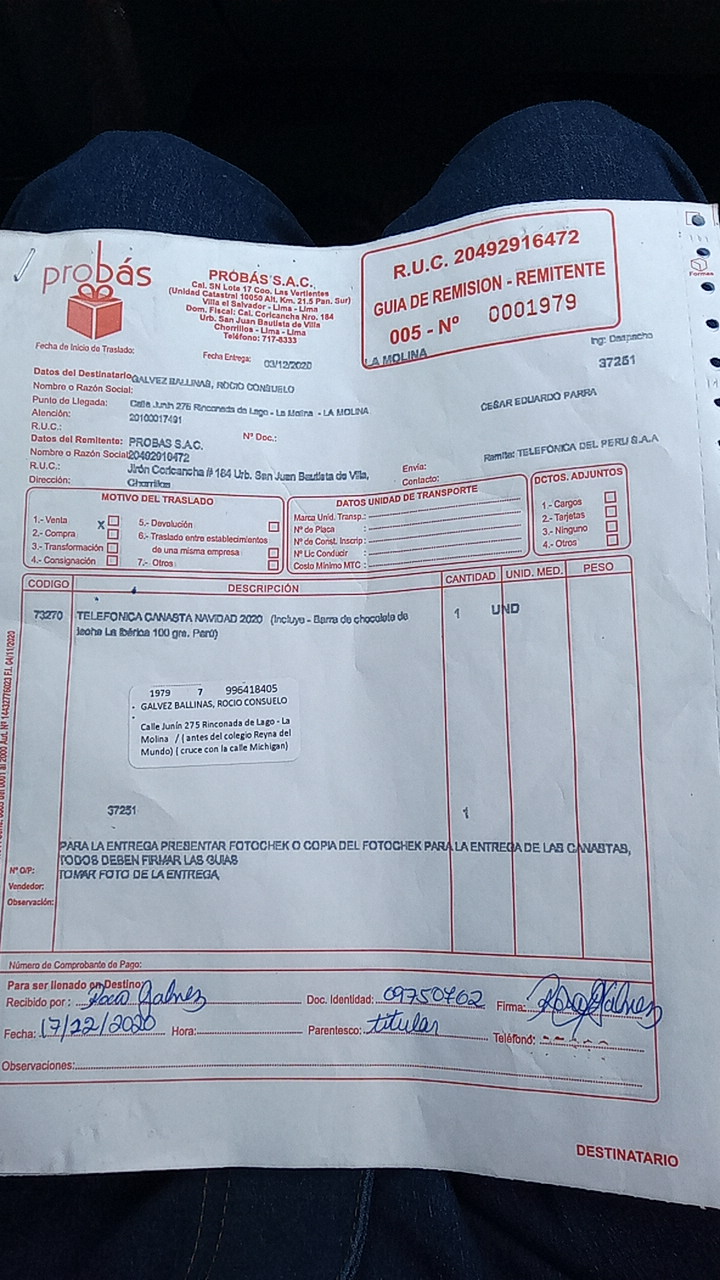 probás
PROBÁS S.A.C.
Cal. SN Lote 17 Coo. Las Vertientes
(Unidad Catastral 10050 Alt. Km. 21.5 Pan. Sur)
Villa el Salvador - Lima - Lima
Dom. Fiscal: Cal. Coricancha Nro. 184
Urb. San Juan Bautista de Villa
Chorrillos - Lima - Lima
Teléfono: 717-8333
R.U.C. 20492916472
GUIA DE REMISION - REMITENTE
005 - Nº 0001979
Formas
Fecha de Inicio de Traslado:
Fecha Entrega: 03/12/2020
LA MOLINA
Ing: Despacho
37251
Datos del Destinatario
GALVEZ BALLINAS, ROCIO CONSUELO
Nombre o Razón Social:
Punto de Llegada: Calle Junín 275 Rinconada de Lago - La Molina - LA MOLINA
CESAR EDUARDO PARRA
Atención: 20100017491
R.U.C.:
Datos del Remitente: PROBAS S.A.C.
Nº Doc.:
Nombre o Razón Social: 20492916472
Remite: TELEFONICA DEL PERU S.A.A
R.U.C.:
Dirección: Jirón Coricancha # 184 Urb. San Juan Bautista de Villa,
Chorrillos
Envia:
Contacto:
MOTIVO DEL TRASLADO
1.- Venta X
2.- Compra
3.- Transformación
4.- Consignación
5.- Devolución
6.- Traslado entre establecimientos
de una misma empresa
7.- Otros
DATOS UNIDAD DE TRANSPORTE
Marca Unid. Transp.:
Nº de Placa :
Nº de Const. Inscrip :
Nº Lic Conducir :
Costo Mínimo MTC :
DCTOS. ADJUNTOS
1.- Cargos
2.- Tarjetas
3.- Ninguno
4.- Otros
CODIGO DESCRIPCIÓN CANTIDAD UNID. MED. PESO
73270 TELEFONICA CANASTA NAVIDAD 2020 (Incluye - Barra de chocolate de 1 UND
leche La Ibérica 100 grs. Perú)
1979 7 996418405
GALVEZ BALLINAS, ROCIO CONSUELO
Calle Junín 275 Rinconada de Lago - La
Molina / ( antes del colegio Reyna del
Mundo) ( cruce con la calle Michigan)
37251 1
PARA LA ENTREGA PRESENTAR FOTOCHEK O COPIA DEL FOTOCHEK PARA LA ENTREGA DE LAS CANASTAS,
TODOS DEBEN FIRMAR LAS GUIAS
TOMAR FOTO DE LA ENTREGA,
Nº O/P:
Vendedor:
Observación:
Número de Comprobante de Pago:
Para ser llenado en Destino
Recibido por : Doc. Identidad: 09750702 Firma:
Fecha: 17/12/2020 Hora: Parentesco: titular Teléfono:
Observaciones:
DESTINATARIO